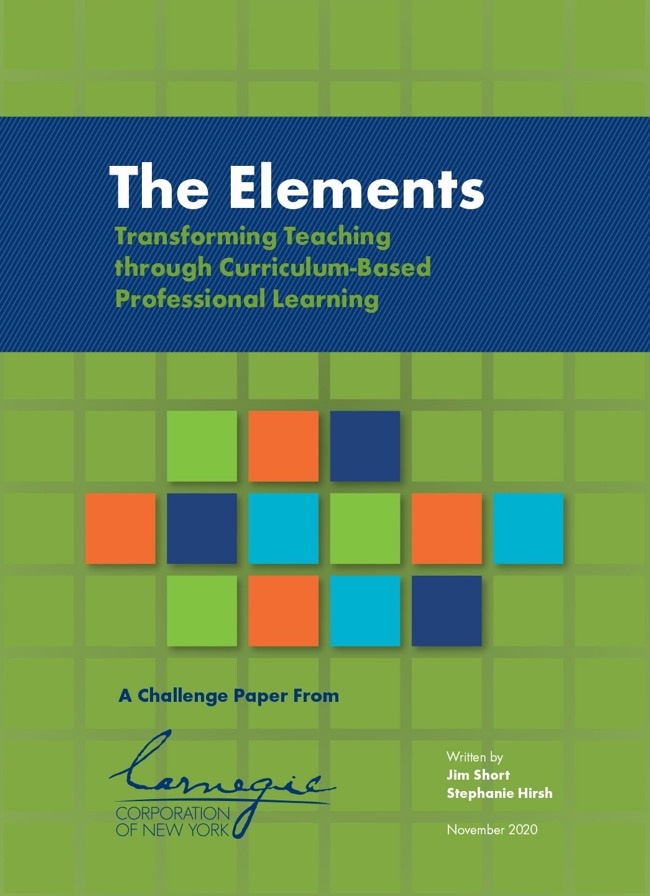 The Elements
Transforming Teaching
through Curriculum-Based
Professional Learning
A Challenge Paper From
Carnegie
CORPORATION
OF NEW YORK
Written by
Jim Short
Stephanie Hirsh
November 2020